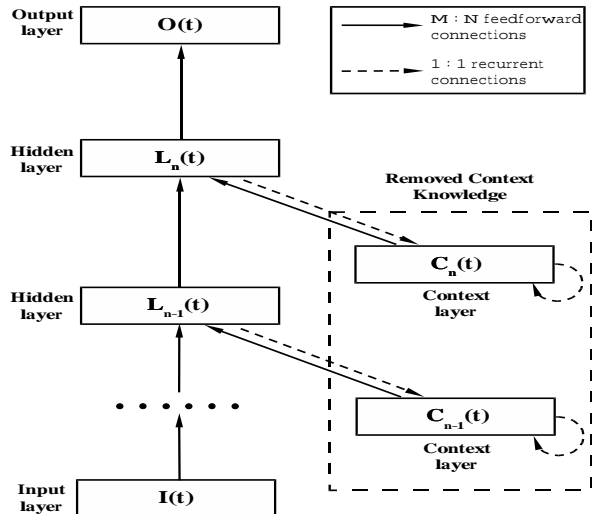 Output
layer
O(t)
M : N feedforward
connections
1 : 1 recurrent
connections
Hidden
layer
Lₙ(t)
Removed Context
Knowledge
Cₙ(t)
Context
layer
Hidden
layer
Lₙ₋₁(t)
Cₙ₋₁(t)
Context
layer
Input
layer
I(t)